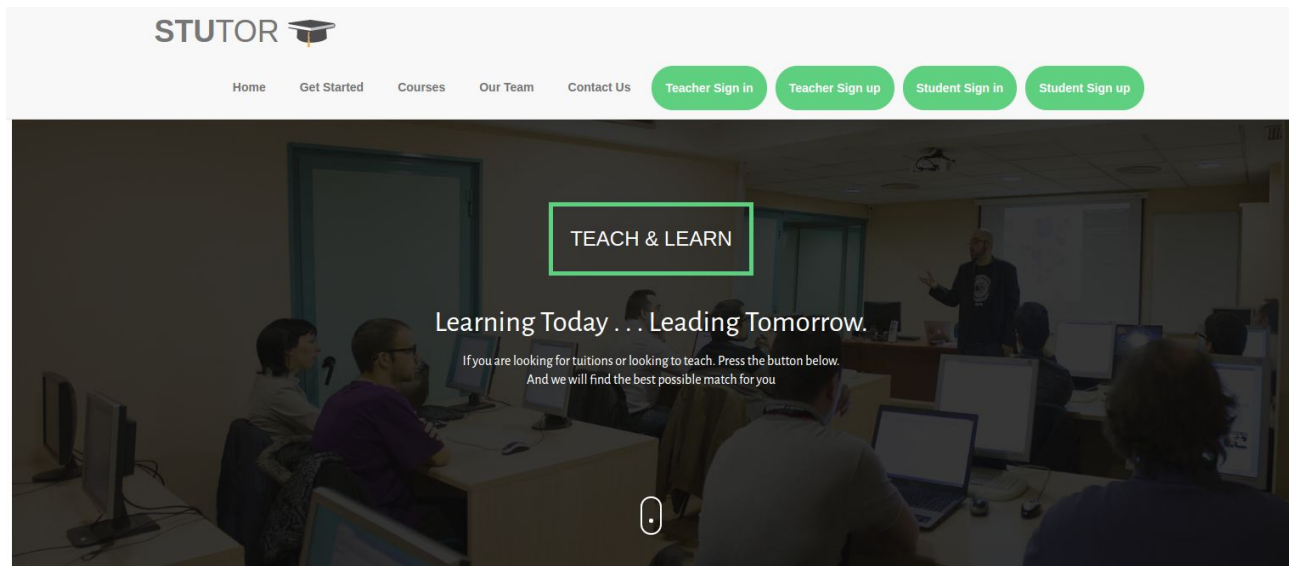 STUTOR
Home Get Started Courses Our Team Contact Us Teacher Sign in Teacher Sign up Student Sign in Student Sign up
TEACH & LEARN
Learning Today . . . Leading Tomorrow.
If you are looking for tuitions or looking to teach. Press the button below.
And we will find the best possible match for you